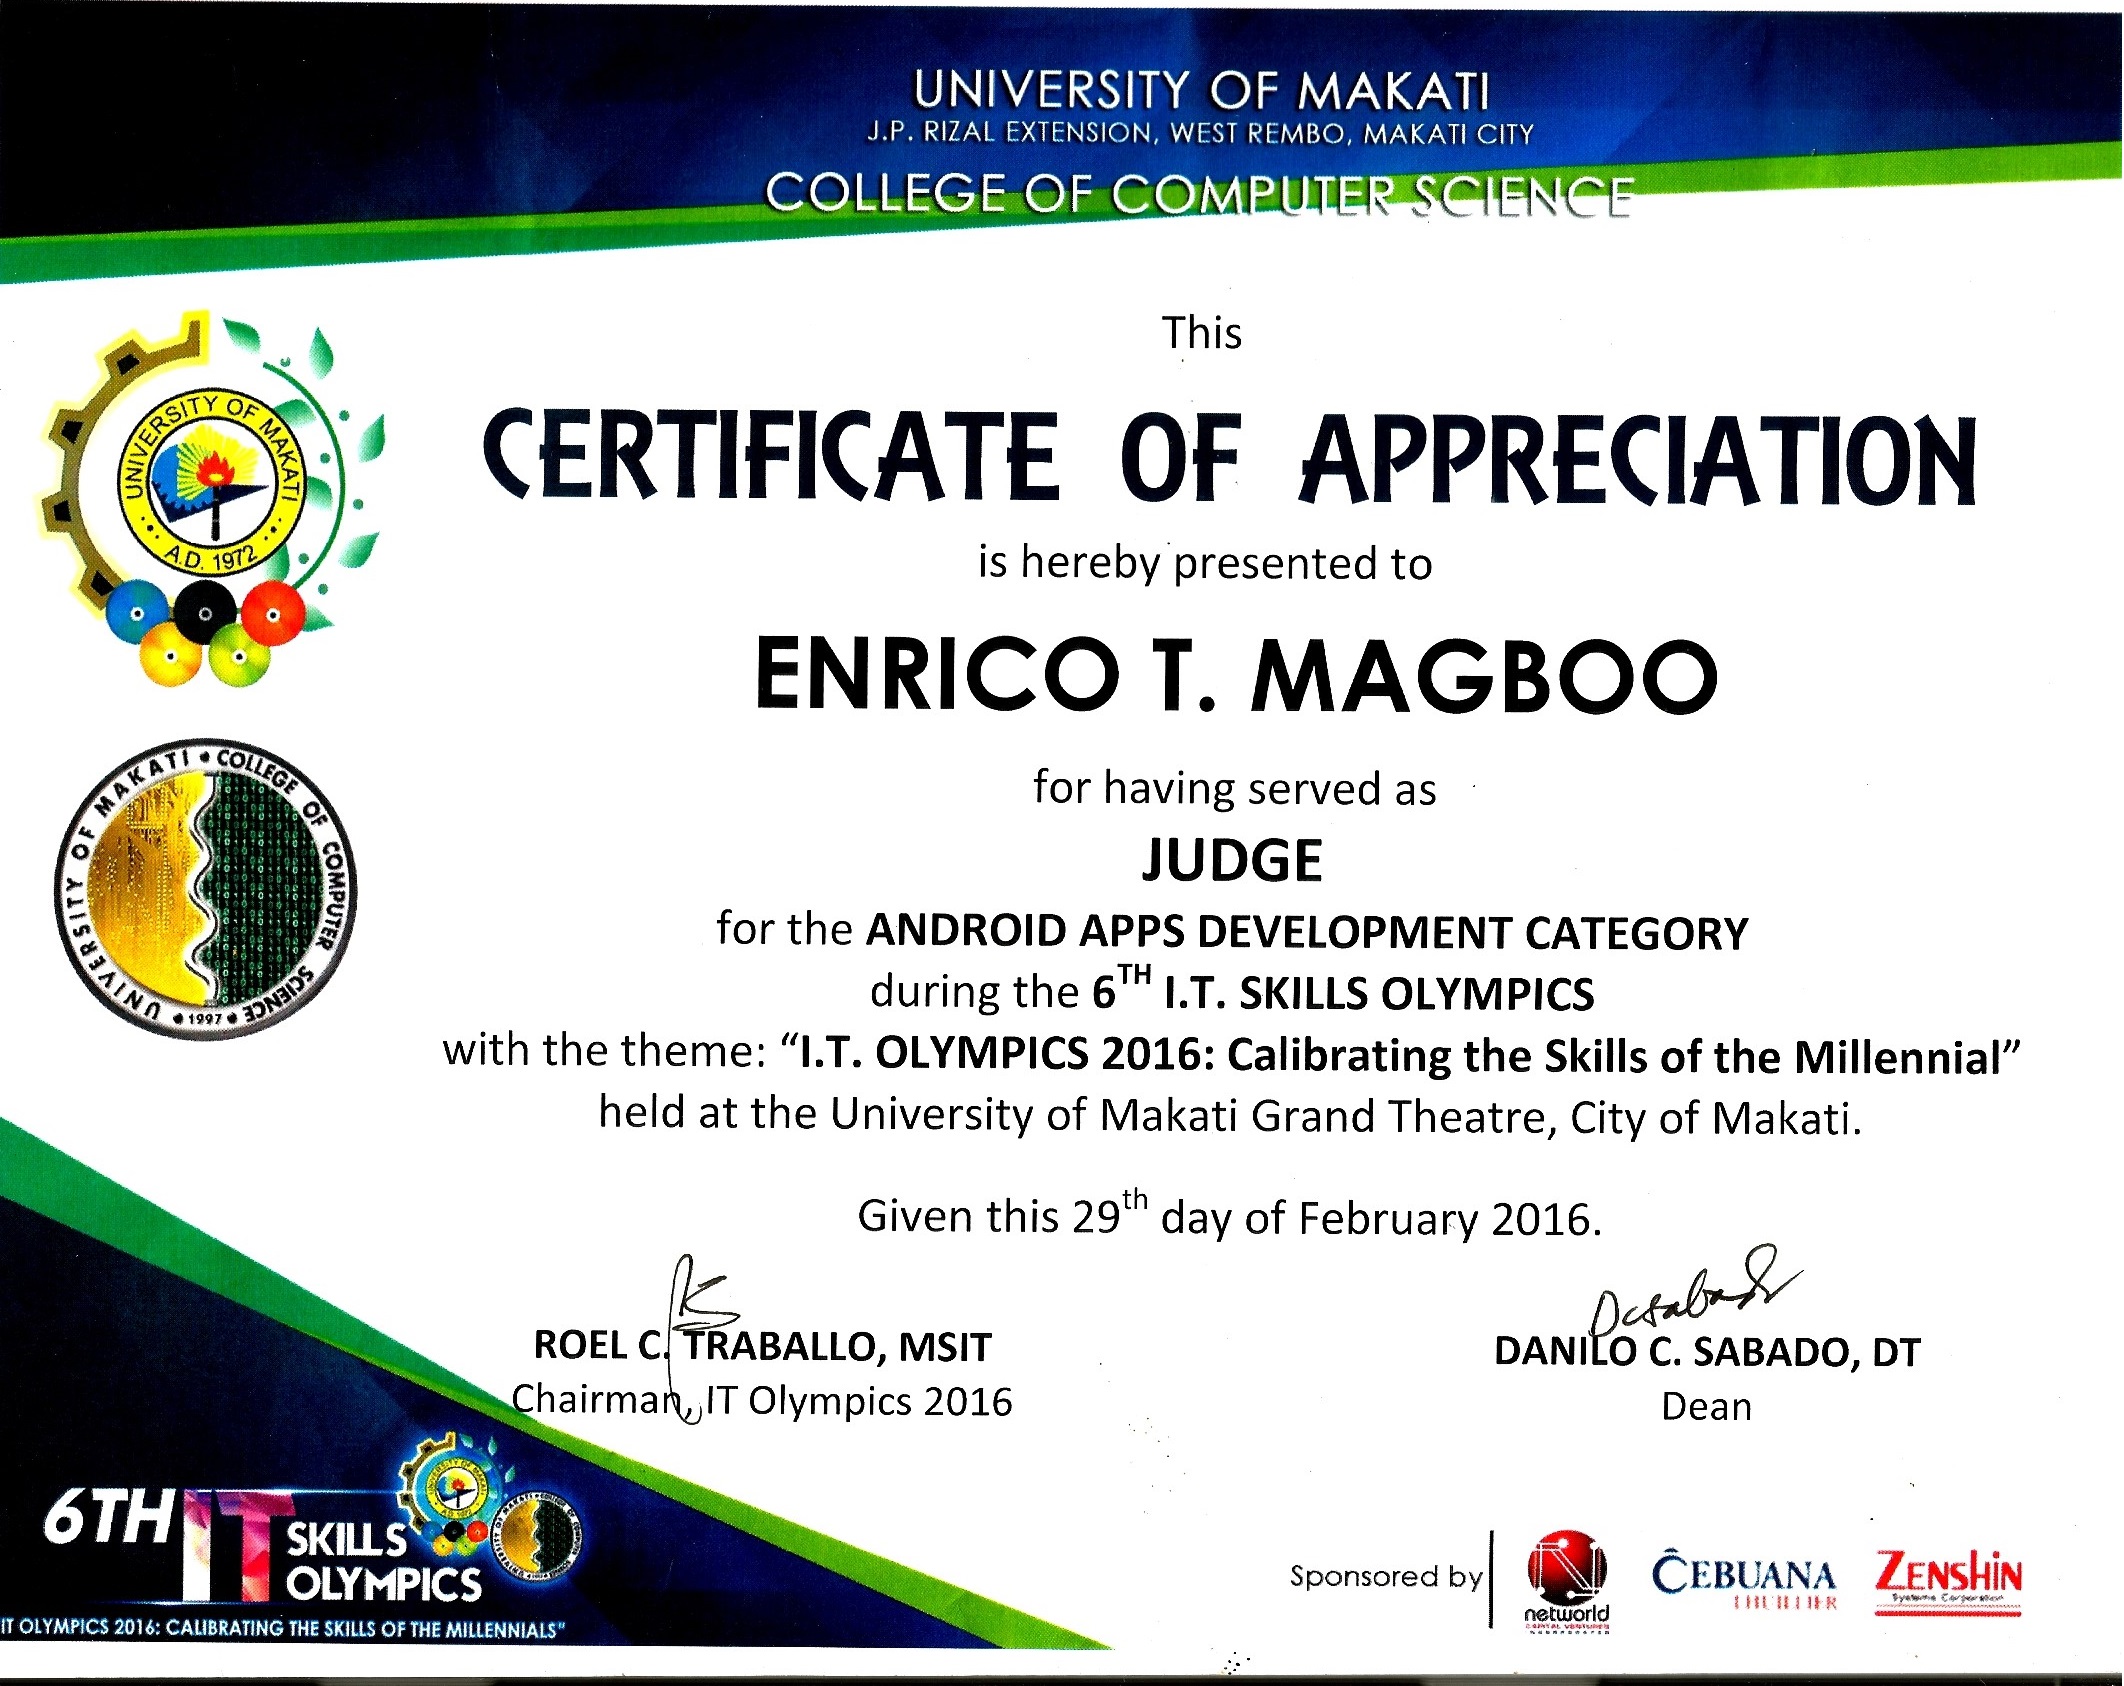 UNIVERSITY OF MAKATI
J.P. RIZAL EXTENSION, WEST REMBO, MAKATI CITY
COLLEGE OF COMPUTER SCIENCE
This
CERTIFICATE OF APPRECIATION
is hereby presented to
ENRICO T. MAGBOO
for having served as
JUDGE
for the ANDROID APPS DEVELOPMENT CATEGORY
during the 6TH I.T. SKILLS OLYMPICS
with the theme: “I.T. OLYMPICS 2016: Calibrating the Skills of the Millennial”
held at the University of Makati Grand Theatre, City of Makati.
Given this 29th day of February 2016.
ROEL C. TRABALLO, MSIT
Chairman, IT Olympics 2016
DANILO C. SABADO, DT
Dean
UNIVERSITY OF MAKATI
A.D. 1972
UNIVERSITY OF MAKATI • COLLEGE OF COMPUTER SCIENCE
• 1997 •
6TH IT SKILLS OLYMPICS
IT OLYMPICS 2016: CALIBRATING THE SKILLS OF THE MILLENNIALS"
Sponsored by
networld
CAPITAL VENTURES
CEBUANA
LHUILLIER
ZENSHIN
Systems Corporation